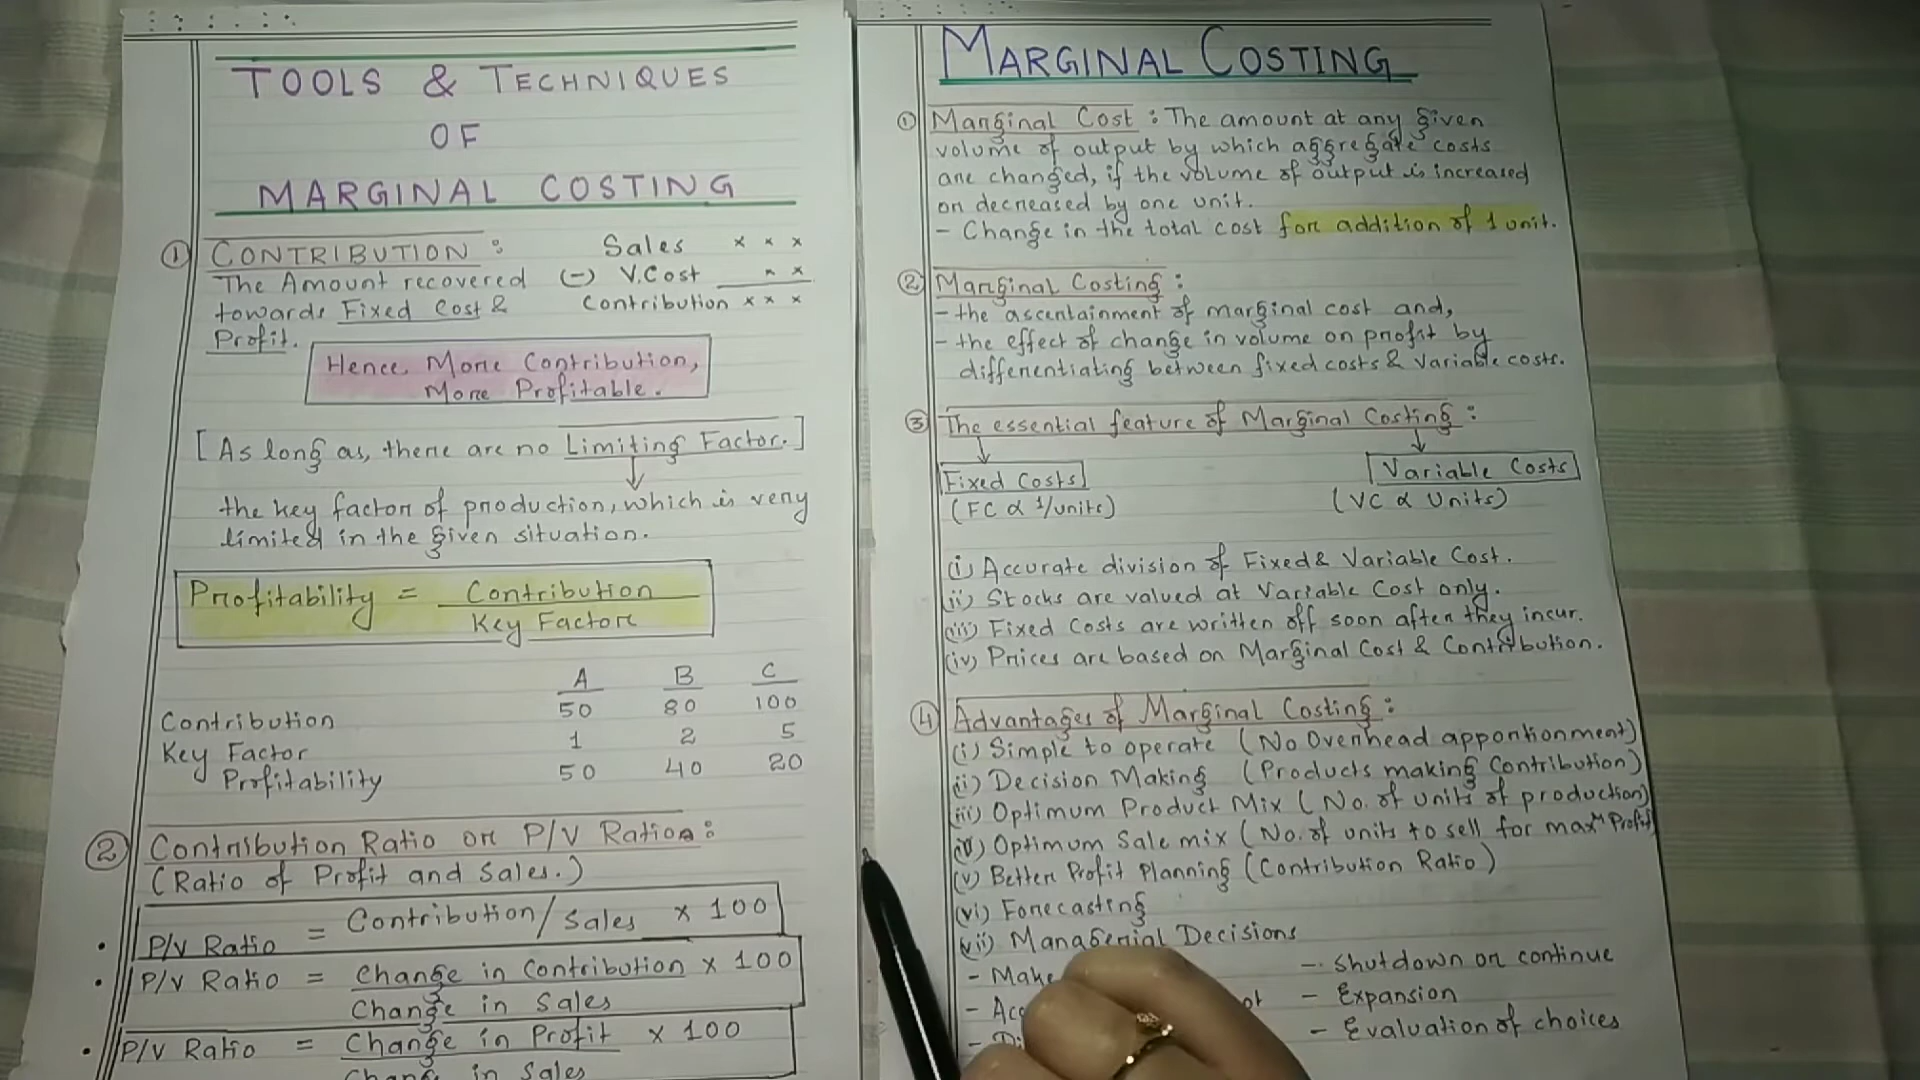 TOOLS & TECHNIQUES
OF
MARGINAL COSTING
① CONTRIBUTION : Sales x x x
The Amount recovered (-) V.Cost x x
towards Fixed Cost & Contribution x x x
Profit.
Hence, More Contribution,
More Profitable.
[As long as, there are no Limiting Factor.]
the key factor of production, which is very
limited in the given situation.
Profitability = Contribution
Key Factor
A B C
Contribution 50 80 100
Key Factor 1 2 5
Profitability 50 40 20
② Contribution Ratio or P/V Ratio :
(Ratio of Profit and Sales.)
• P/V Ratio = Contribution/Sales x 100
• P/V Ratio = Change in Contribution x 100
Change in Sales
• P/V Ratio = Change in Profit x 100
Change in Sales
MARGINAL COSTING
① Marginal Cost : The amount at any given
volume of output by which aggregate costs
are changed, if the volume of output is increased
or decreased by one unit.
- Change in the total cost for addition of 1 unit.
② Marginal Costing :
- the ascertainment of marginal cost and,
- the effect of change in volume on profit by
differentiating between fixed costs & Variable costs.
③ The essential feature of Marginal Costing :
Fixed Costs Variable Costs
(FC α 1/units) (VC α Units)
(i) Accurate division of Fixed & Variable Cost.
(ii) Stocks are valued at Variable Cost only.
(iii) Fixed Costs are written off soon after they incur.
(iv) Prices are based on Marginal Cost & Contribution.
④ Advantages of Marginal Costing :
(i) Simple to operate (No Overhead apportionment)
(ii) Decision Making (Products making Contribution)
(iii) Optimum Product Mix (No. of units of production)
(iv) Optimum Sale mix (No. of units to sell for maxᴹ Profit)
(v) Better Profit Planning (Contribution Ratio)
(vi) Forecasting
(vii) Managerial Decisions
- Make - Shutdown or continue
- - Expansion
- - Evaluation of choices